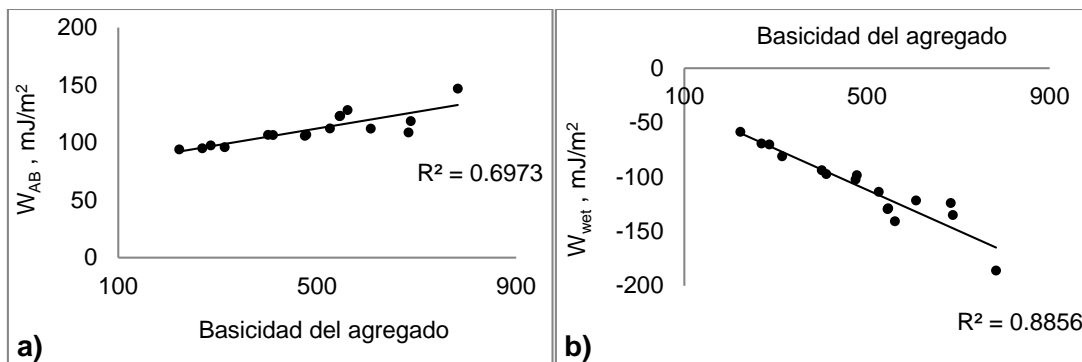 200
150
100
50
0
W_AB , mJ/m²
R² = 0.6973
100 500 900
Basicidad del agregado
a)
Basicidad del agregado
0
100 500 900
-50
-100
-150
-200
W_wet , mJ/m²
R² = 0.8856
b)